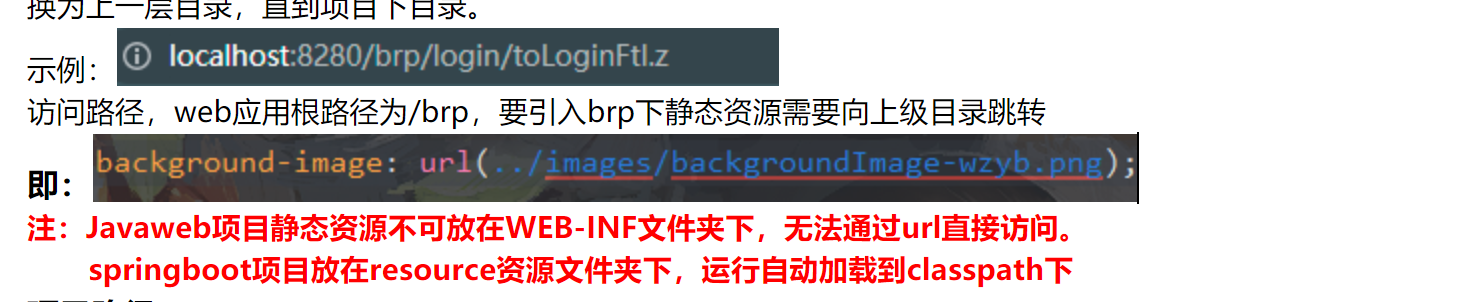 换为上一层目录，直到项目下目录。
示例： localhost:8280/brp/login/toLoginFtl.z
访问路径，web应用根路径为/brp，要引入brp下静态资源需要向上级目录跳转
即： background-image: url(../images/backgroundImage-wzyb.png);
注：Javaweb项目静态资源不可放在WEB-INF文件夹下，无法通过url直接访问。
springboot项目放在resource资源文件夹下，运行自动加载到classpath下